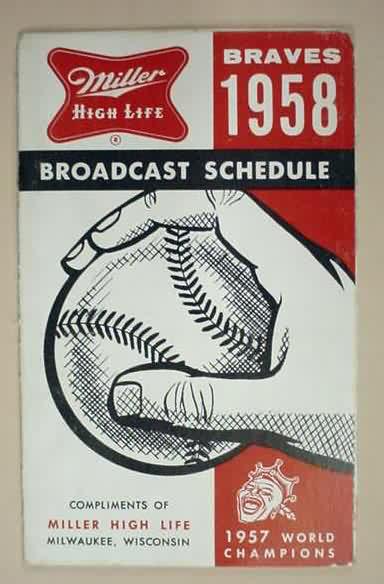 Miller
HIGH LIFE
®
BRAVES
1958
BROADCAST SCHEDULE
COMPLIMENTS OF
MILLER HIGH LIFE
MILWAUKEE, WISCONSIN
1957 WORLD
CHAMPIONS